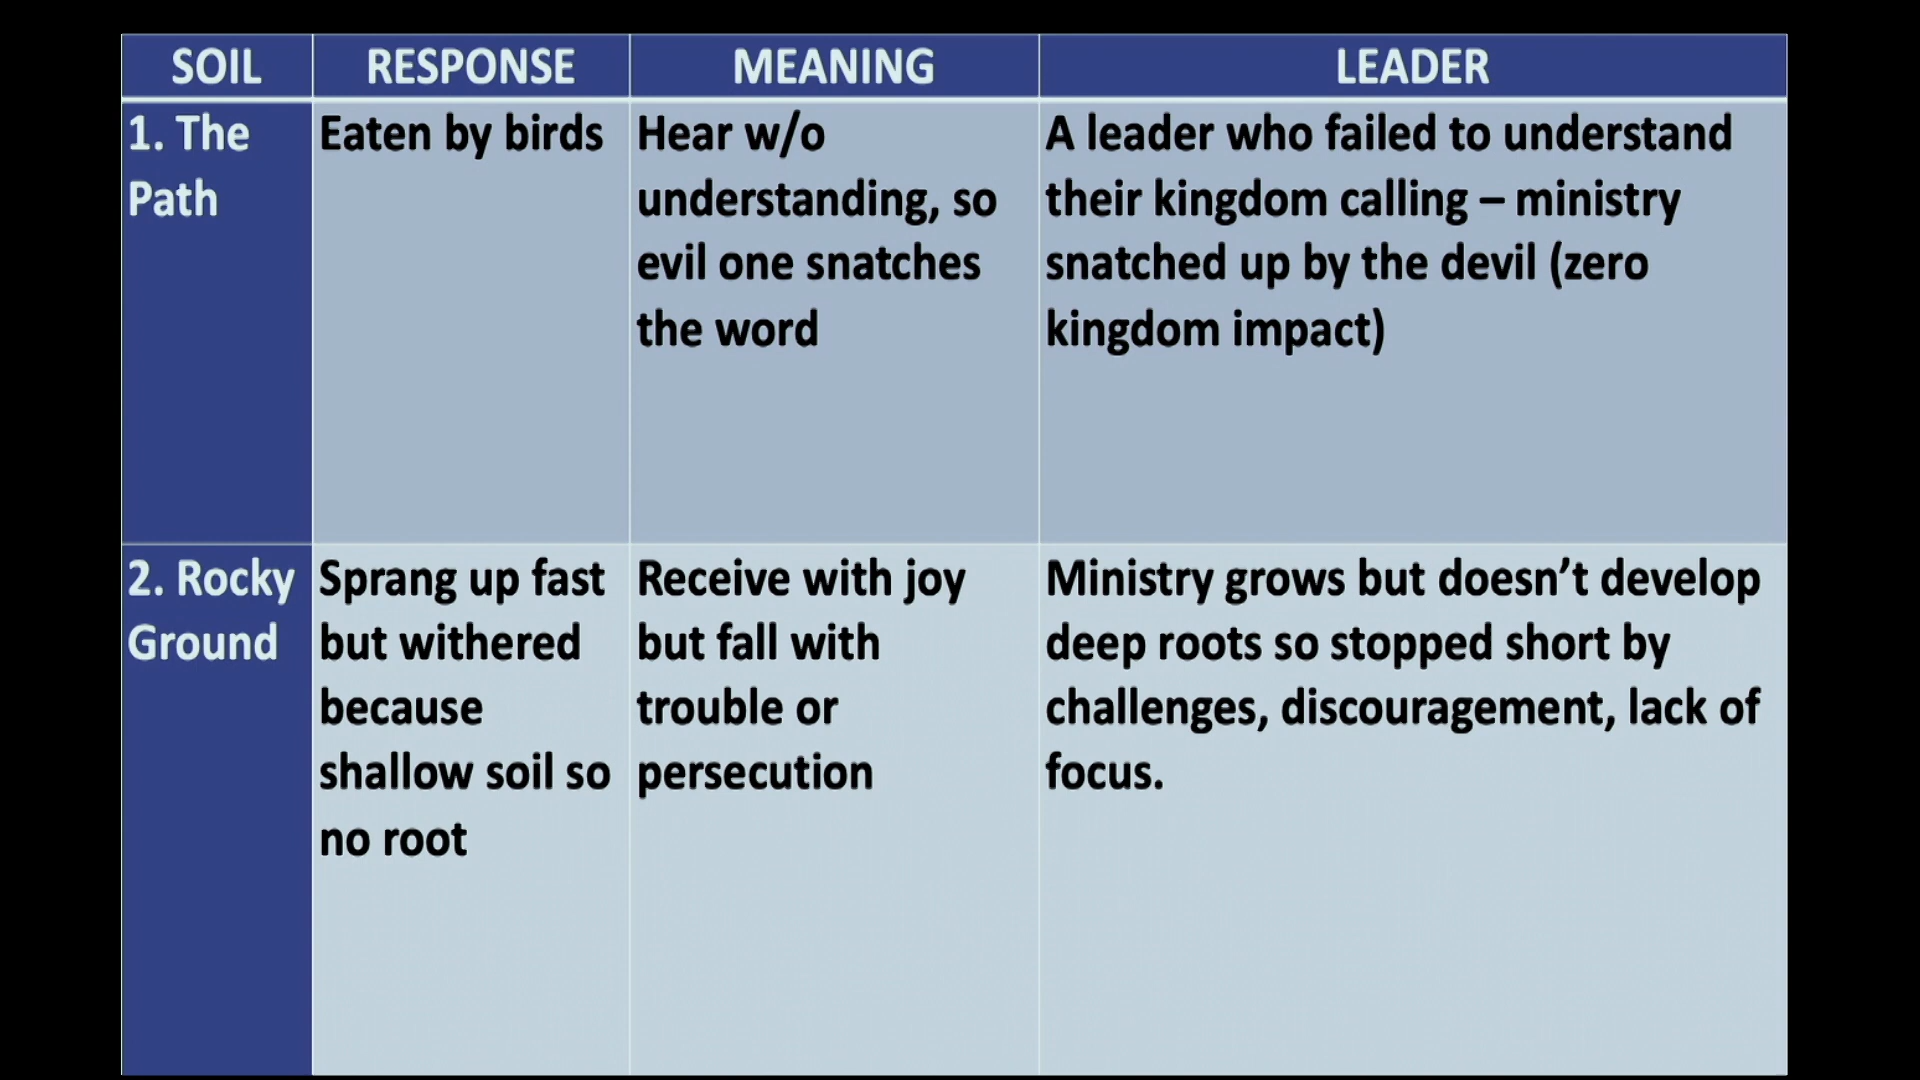 SOIL
RESPONSE
MEANING
LEADER
1. The
Path
Eaten by birds
Hear w/o
understanding, so
evil one snatches
the word
A leader who failed to understand
their kingdom calling – ministry
snatched up by the devil (zero
kingdom impact)
2. Rocky
Ground
Sprang up fast
but withered
because
shallow soil so
no root
Receive with joy
but fall with
trouble or
persecution
Ministry grows but doesn’t develop
deep roots so stopped short by
challenges, discouragement, lack of
focus.